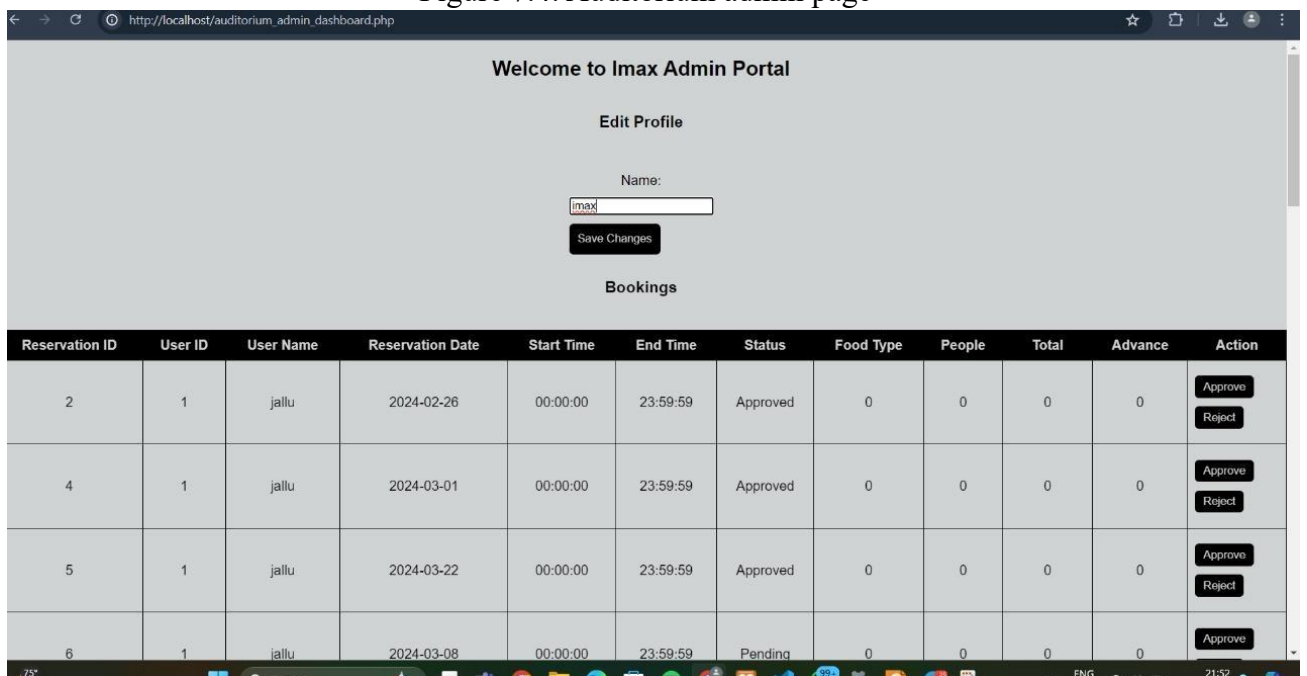 http://localhost/auditorium_admin_dashboard.php
Welcome to Imax Admin Portal
Edit Profile
Name:
imax
Save Changes
Bookings
Reservation ID User ID User Name Reservation Date Start Time End Time Status Food Type People Total Advance Action
2 1 jallu 2024-02-26 00:00:00 23:59:59 Approved 0 0 0 0 Approve
Reject
4 1 jallu 2024-03-01 00:00:00 23:59:59 Approved 0 0 0 0 Approve
Reject
5 1 jallu 2024-03-22 00:00:00 23:59:59 Approved 0 0 0 0 Approve
Reject
6 1 jallu 2024-03-08 00:00:00 23:59:59 Pending 0 0 0 0 Approve
75° 99+ ENG 21:52